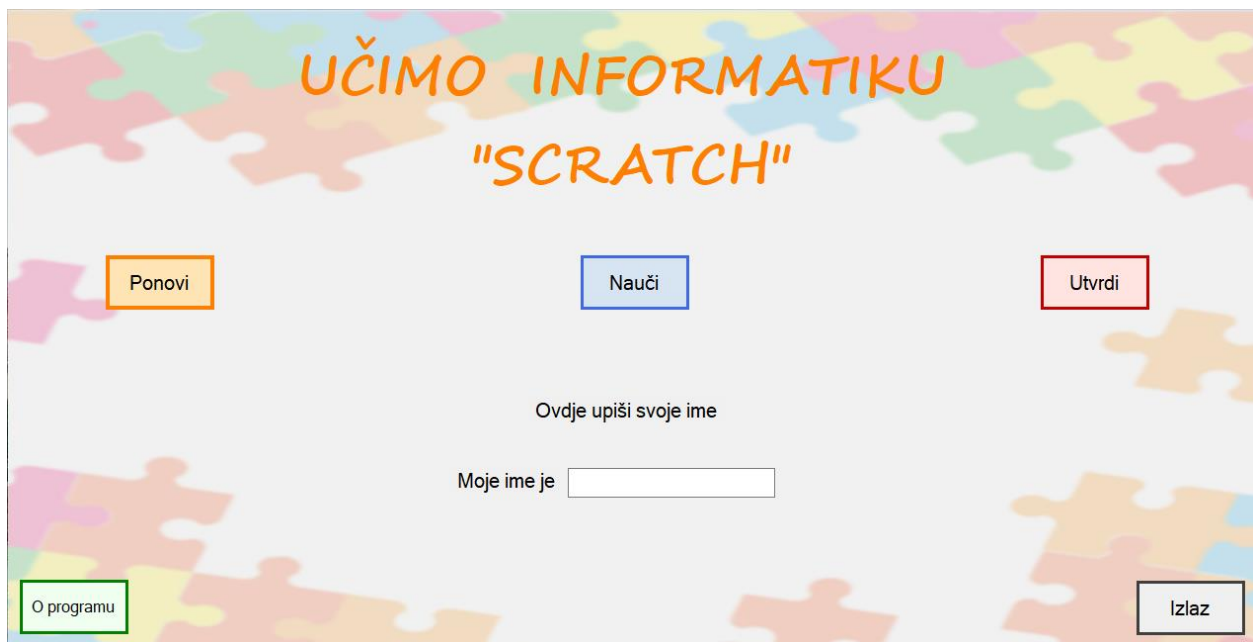 UČIMO INFORMATIKU
"SCRATCH"
Ponovi Nauči Utvrdi
Ovdje upiši svoje ime
Moje ime je
O programu Izlaz